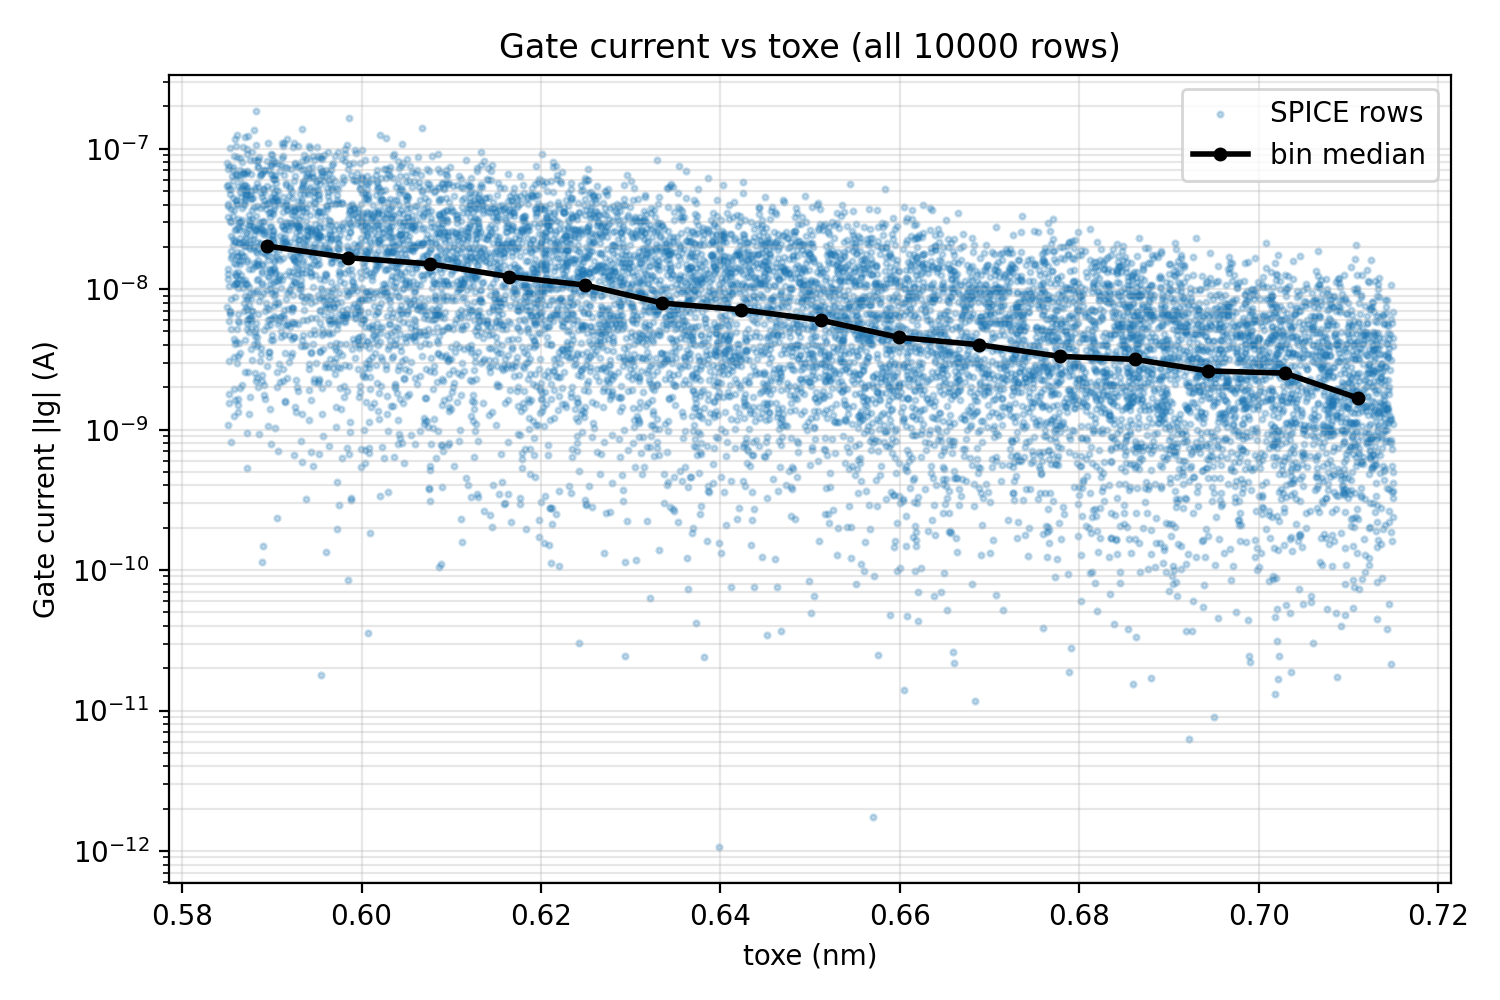 Gate current vs toxe (all 10000 rows)
SPICE rows
bin median
Gate current |Ig| (A)
10⁻⁷
10⁻⁸
10⁻⁹
10⁻¹⁰
10⁻¹¹
10⁻¹²
0.58 0.60 0.62 0.64 0.66 0.68 0.70 0.72
toxe (nm)